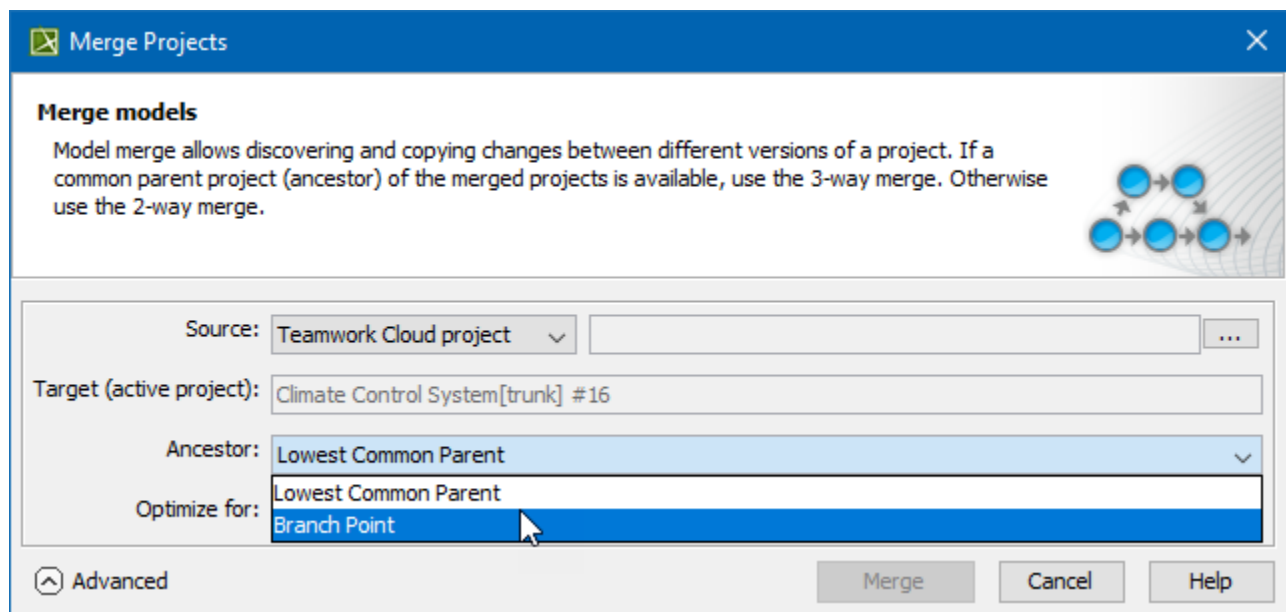 Merge Projects
Merge models
Model merge allows discovering and copying changes between different versions of a project. If a
common parent project (ancestor) of the merged projects is available, use the 3-way merge. Otherwise
use the 2-way merge.
Source: Teamwork Cloud project ...
Target (active project): Climate Control System[trunk] #16
Ancestor: Lowest Common Parent
Lowest Common Parent
Optimize for:
Branch Point
Advanced Merge Cancel Help